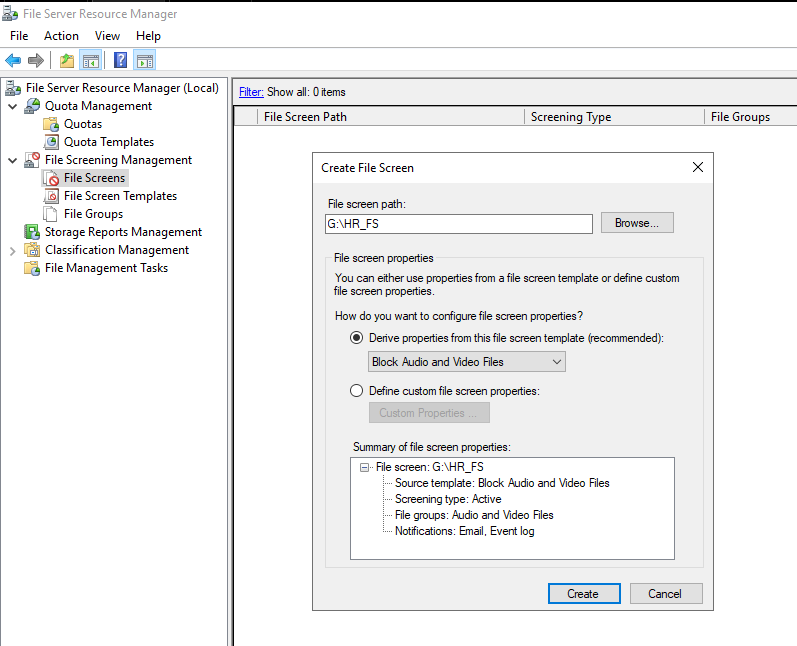 File Server Resource Manager
File Action View Help
File Server Resource Manager (Local)
Quota Management
Quotas
Quota Templates
File Screening Management
File Screens
File Screen Templates
File Groups
Storage Reports Management
Classification Management
File Management Tasks
Filter: Show all: 0 items
File Screen Path Screening Type File Groups
Create File Screen
File screen path:
G:\HR_FS Browse...
File screen properties
You can either use properties from a file screen template or define custom
file screen properties.
How do you want to configure file screen properties?
Derive properties from this file screen template (recommended):
Block Audio and Video Files
Define custom file screen properties:
Custom Properties ...
Summary of file screen properties:
File screen: G:\HR_FS
Source template: Block Audio and Video Files
Screening type: Active
File groups: Audio and Video Files
Notifications: Email, Event log
Create Cancel